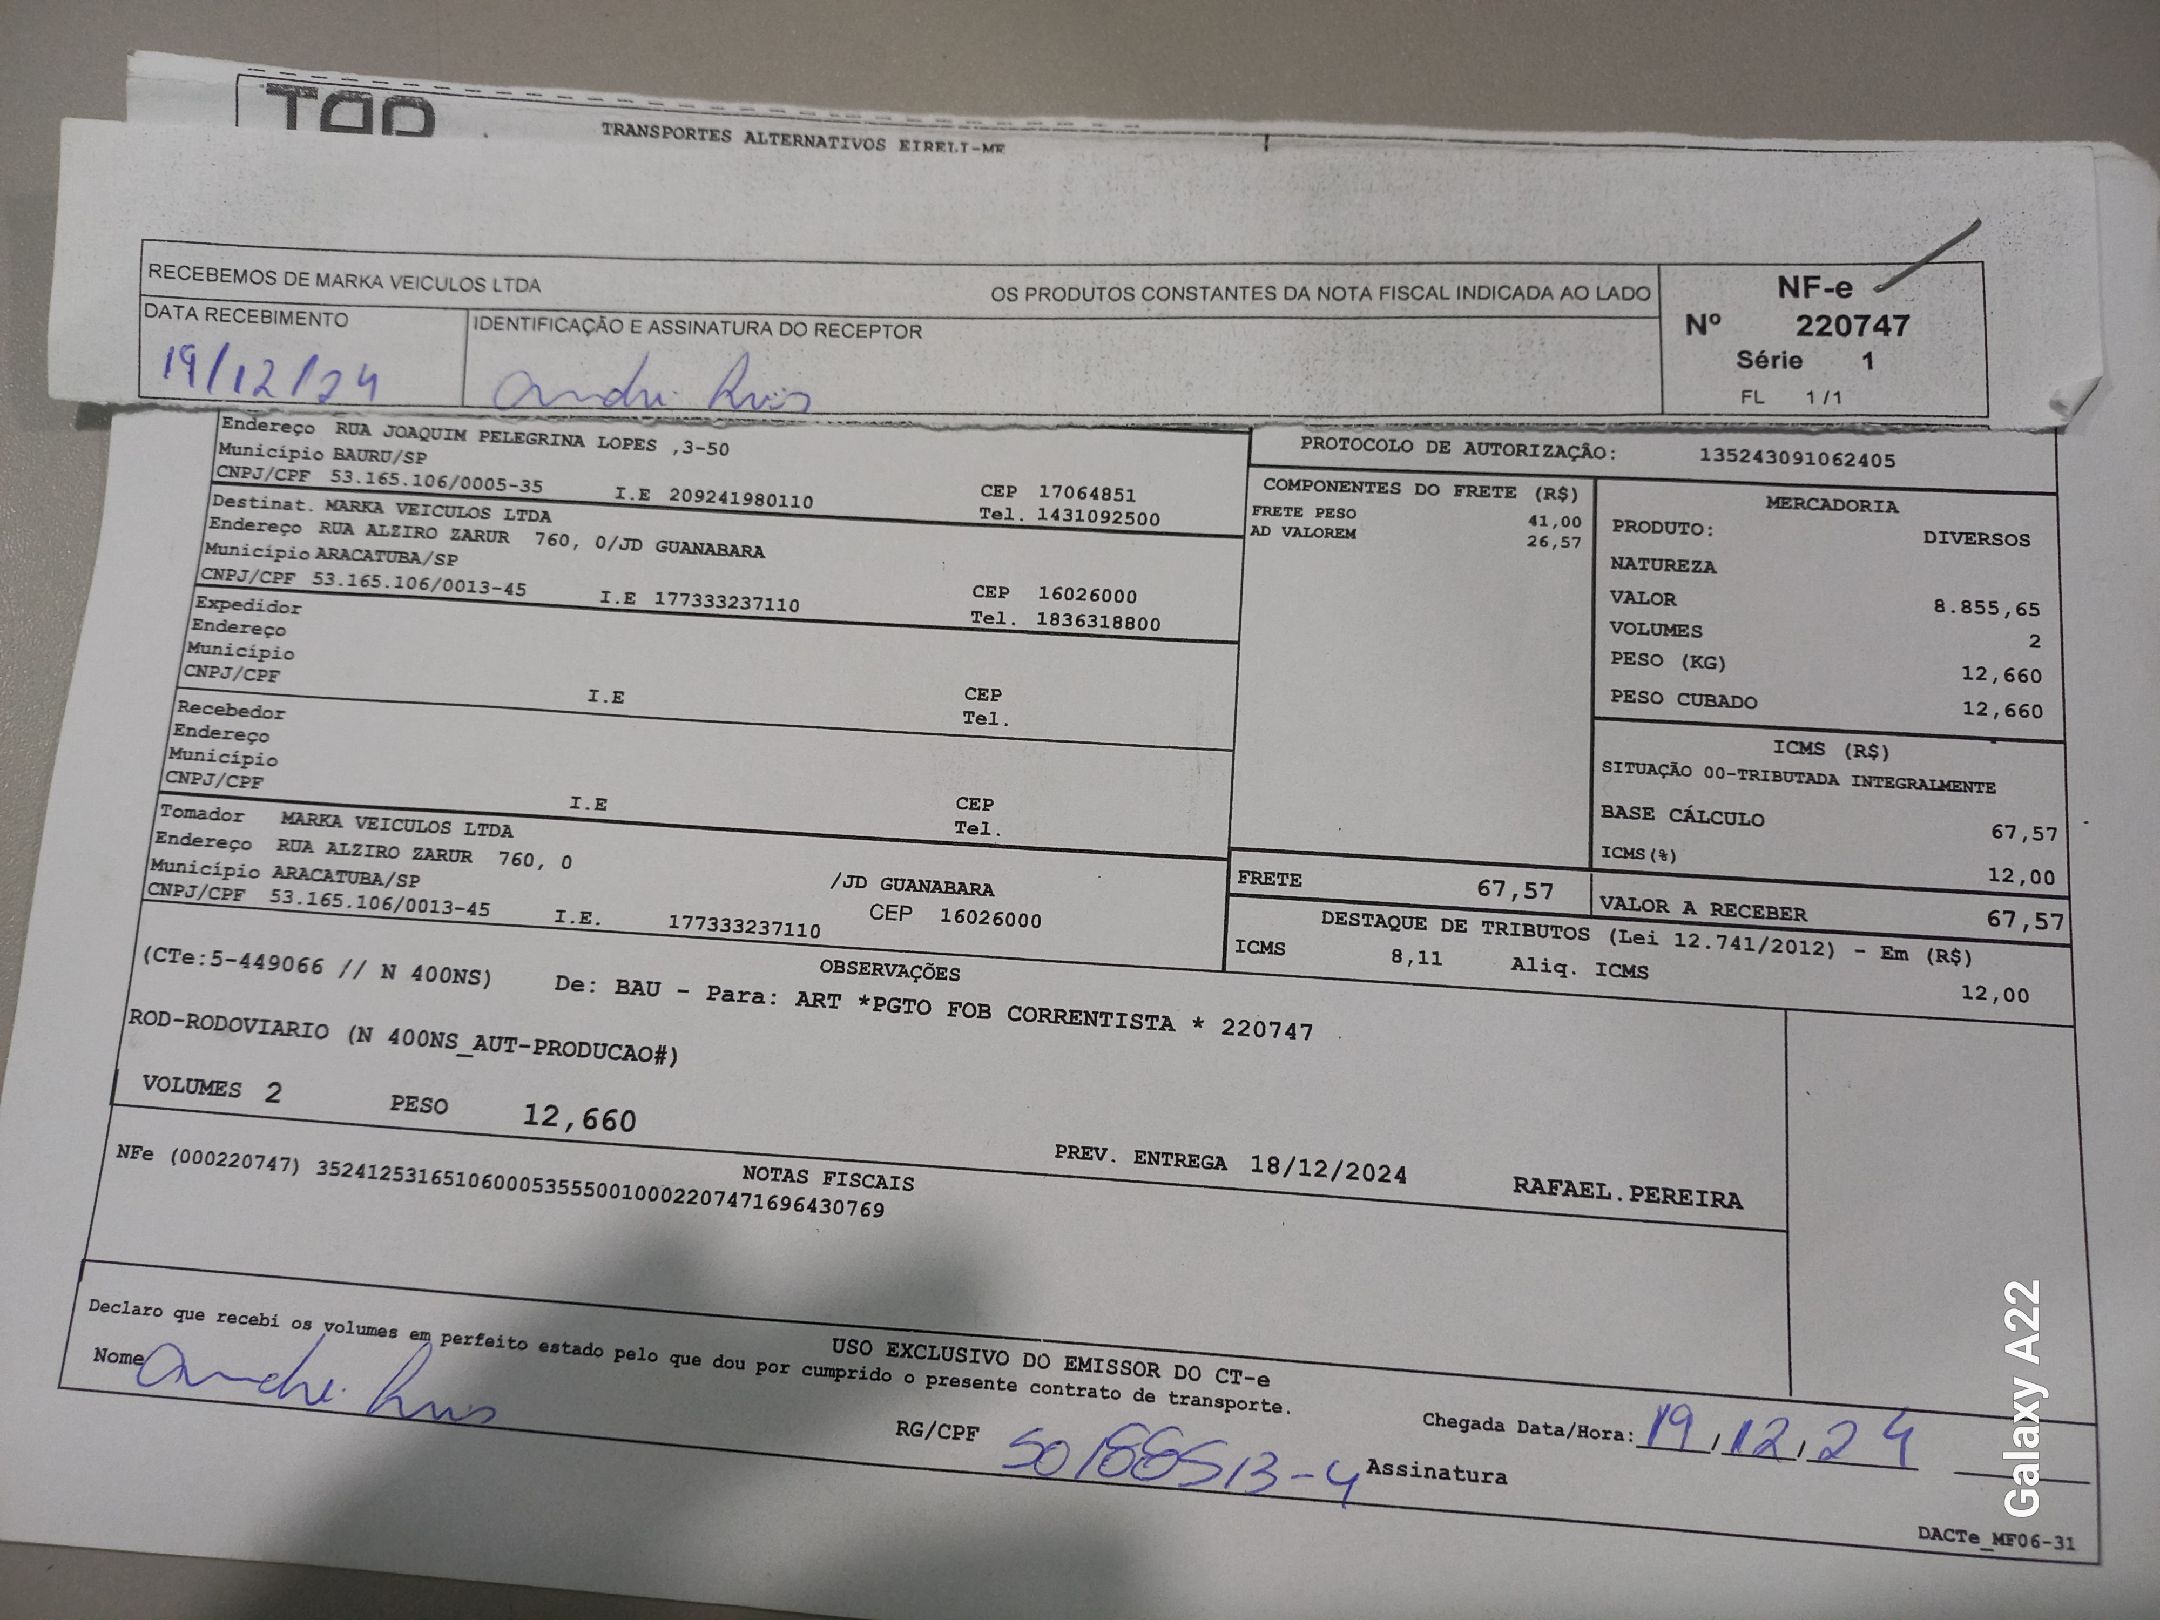 TRANSPORTES ALTERNATIVOS EIRELI-ME
RECEBEMOS DE MARKA VEICULOS LTDA OS PRODUTOS CONSTANTES DA NOTA FISCAL INDICADA AO LADO
NF-e
Nº 220747
Série 1
FL 1/1
DATA RECEBIMENTO
19/12/24
IDENTIFICAÇÃO E ASSINATURA DO RECEPTOR
Endereço RUA JOAQUIM PELEGRINA LOPES ,3-50
Município BAURU/SP
CNPJ/CPF 53.165.106/0005-35 I.E 209241980110 CEP 17064851
Tel. 1431092500
Destinat. MARKA VEICULOS LTDA
Endereço RUA ALZIRO ZARUR 760, 0/JD GUANABARA
Município ARACATUBA/SP
CNPJ/CPF 53.165.106/0013-45 I.E 177333237110 CEP 16026000
Tel. 1836318800
Expedidor
Endereço
Município
CNPJ/CPF I.E CEP
Tel.
Recebedor
Endereço
Município
CNPJ/CPF I.E CEP
Tel.
Tomador MARKA VEICULOS LTDA
Endereço RUA ALZIRO ZARUR 760, 0 /JD GUANABARA
Município ARACATUBA/SP
CNPJ/CPF 53.165.106/0013-45 I.E. 177333237110 CEP 16026000
PROTOCOLO DE AUTORIZAÇÃO: 135243091062405
COMPONENTES DO FRETE (R$)
FRETE PESO 41,00
AD VALOREM 26,57
MERCADORIA
PRODUTO: DIVERSOS
NATUREZA
VALOR 8.855,65
VOLUMES 2
PESO (KG) 12,660
PESO CUBADO 12,660
ICMS (R$)
SITUAÇÃO 00-TRIBUTADA INTEGRALMENTE
BASE CÁLCULO 67,57
ICMS(%) 12,00
FRETE 67,57 VALOR A RECEBER 67,57
DESTAQUE DE TRIBUTOS (Lei 12.741/2012) - Em (R$)
ICMS 8,11 Aliq. ICMS 12,00
OBSERVAÇÕES
(CTe:5-449066 // N 400NS) De: BAU - Para: ART *PGTO FOB CORRENTISTA * 220747
ROD-RODOVIARIO (N 400NS_AUT-PRODUCAO#)
VOLUMES 2 PESO 12,660 PREV. ENTREGA 18/12/2024 RAFAEL.PEREIRA
NOTAS FISCAIS
NFe (000220747) 35241253165106000535550010002207471696430769
USO EXCLUSIVO DO EMISSOR DO CT-e
Declaro que recebi os volumes em perfeito estado pelo que dou por cumprido o presente contrato de transporte.
Nome
RG/CPF Assinatura
Chegada Data/Hora: 19,12,24
DACTe_MF06-31
Galaxy A22